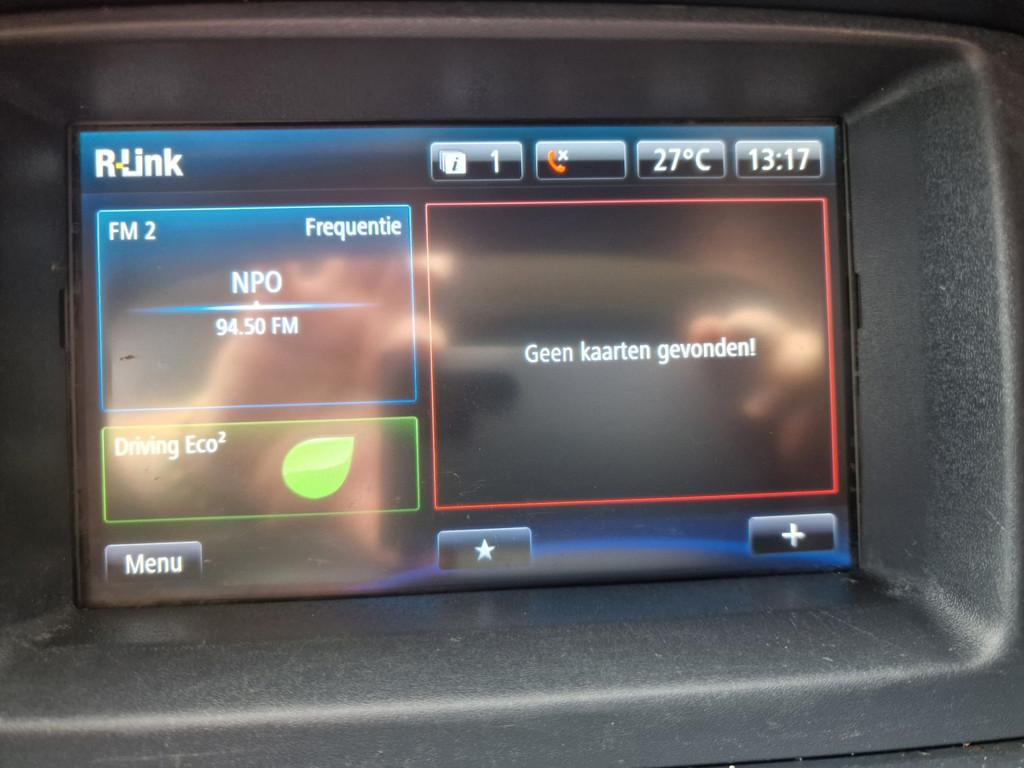 R-Link
1
27°C
13:17
FM 2
Frequentie
NPO
94.50 FM
Geen kaarten gevonden!
Driving Eco²
Menu